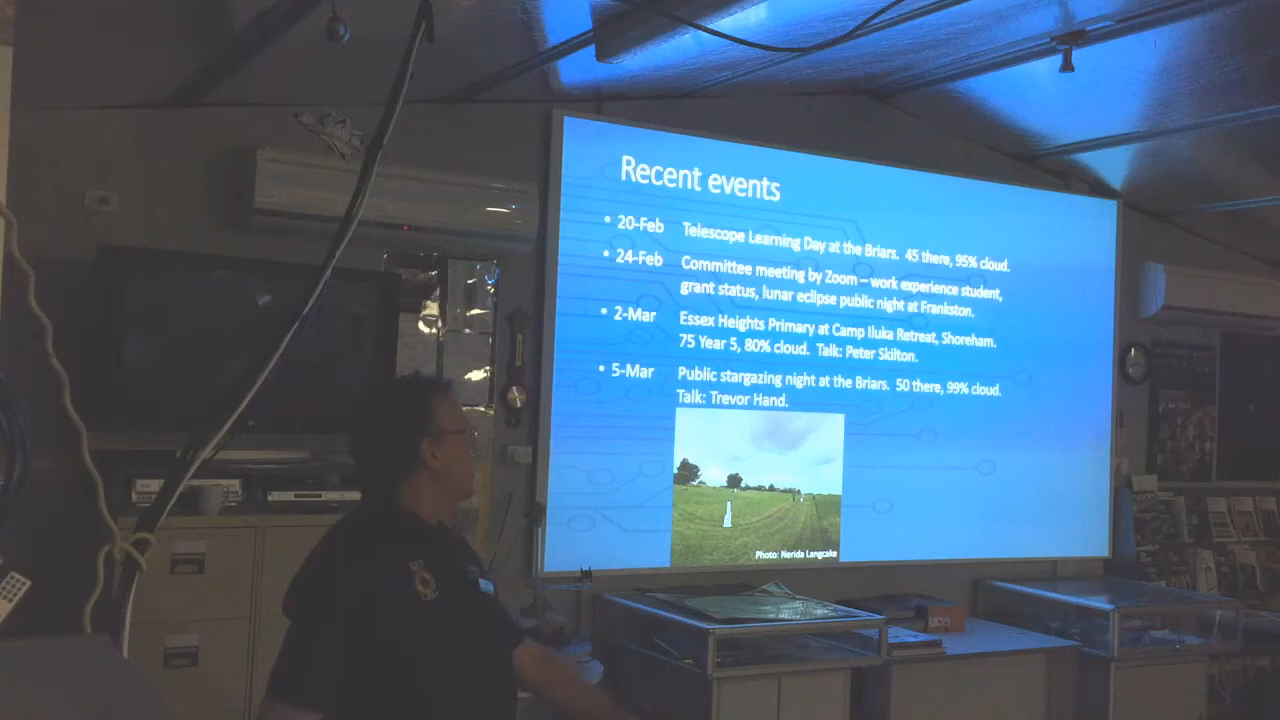 Recent events
• 20-Feb Telescope Learning Day at the Briars. 45 there, 95% cloud.
• 24-Feb Committee meeting by Zoom – work experience student,
grant status, lunar eclipse public night at Frankston.
• 2-Mar Essex Heights Primary at Camp Iluka Retreat, Shoreham.
75 Year 5, 80% cloud. Talk: Peter Skilton.
• 5-Mar Public stargazing night at the Briars. 50 there, 99% cloud.
Talk: Trevor Hand.
Photo: Nerida Langcake